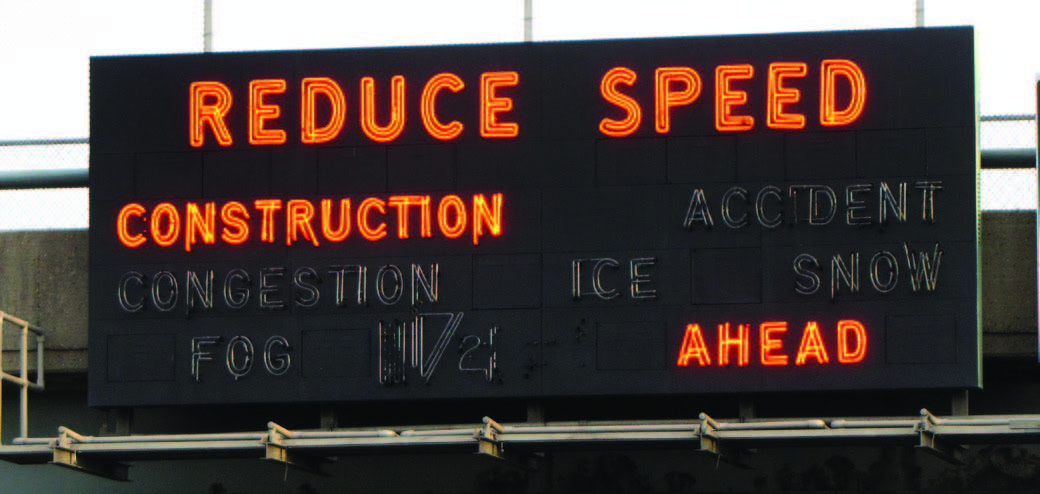 REDUCE SPEED
CONSTRUCTION ACCIDENT
CONGESTION ICE SNOW
FOG AHEAD